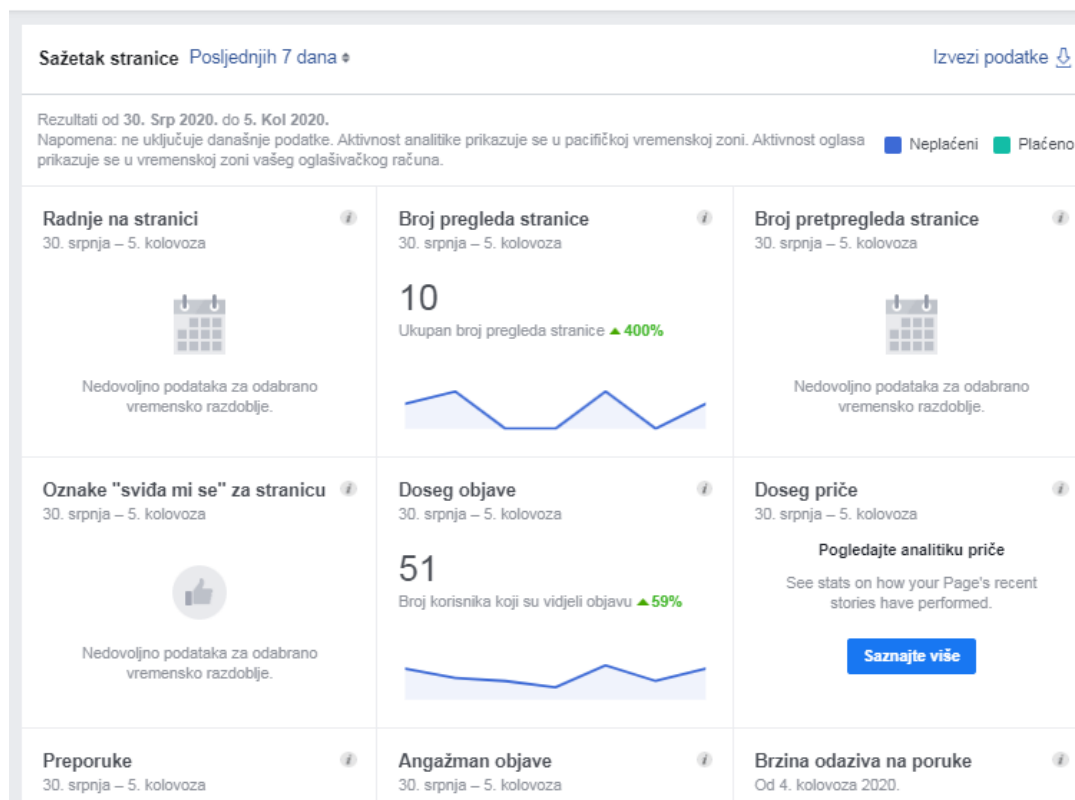 Sažetak stranice Posljednjih 7 dana
Izvezi podatke
Rezultati od 30. Srp 2020. do 5. Kol 2020.
Napomena: ne uključuje današnje podatke. Aktivnost analitike prikazuje se u pacifičkoj vremenskoj zoni. Aktivnost oglasa
prikazuje se u vremenskoj zoni vašeg oglašivačkog računa.
Neplaćeni Plaćeno
Radnje na stranici
30. srpnja – 5. kolovoza
Nedovoljno podataka za odabrano
vremensko razdoblje.
Broj pregleda stranice
30. srpnja – 5. kolovoza
10
Ukupan broj pregleda stranice 400%
Broj pretpregleda stranice
30. srpnja – 5. kolovoza
Nedovoljno podataka za odabrano
vremensko razdoblje.
Oznake "sviđa mi se" za stranicu
30. srpnja – 5. kolovoza
Nedovoljno podataka za odabrano
vremensko razdoblje.
Doseg objave
30. srpnja – 5. kolovoza
51
Broj korisnika koji su vidjeli objavu 59%
Doseg priče
30. srpnja – 5. kolovoza
Pogledajte analitiku priče
See stats on how your Page's recent
stories have performed.
Saznajte više
Preporuke
30. srpnja – 5. kolovoza
Angažman objave
30. srpnja – 5. kolovoza
Brzina odaziva na poruke
Od 4. kolovoza 2020.